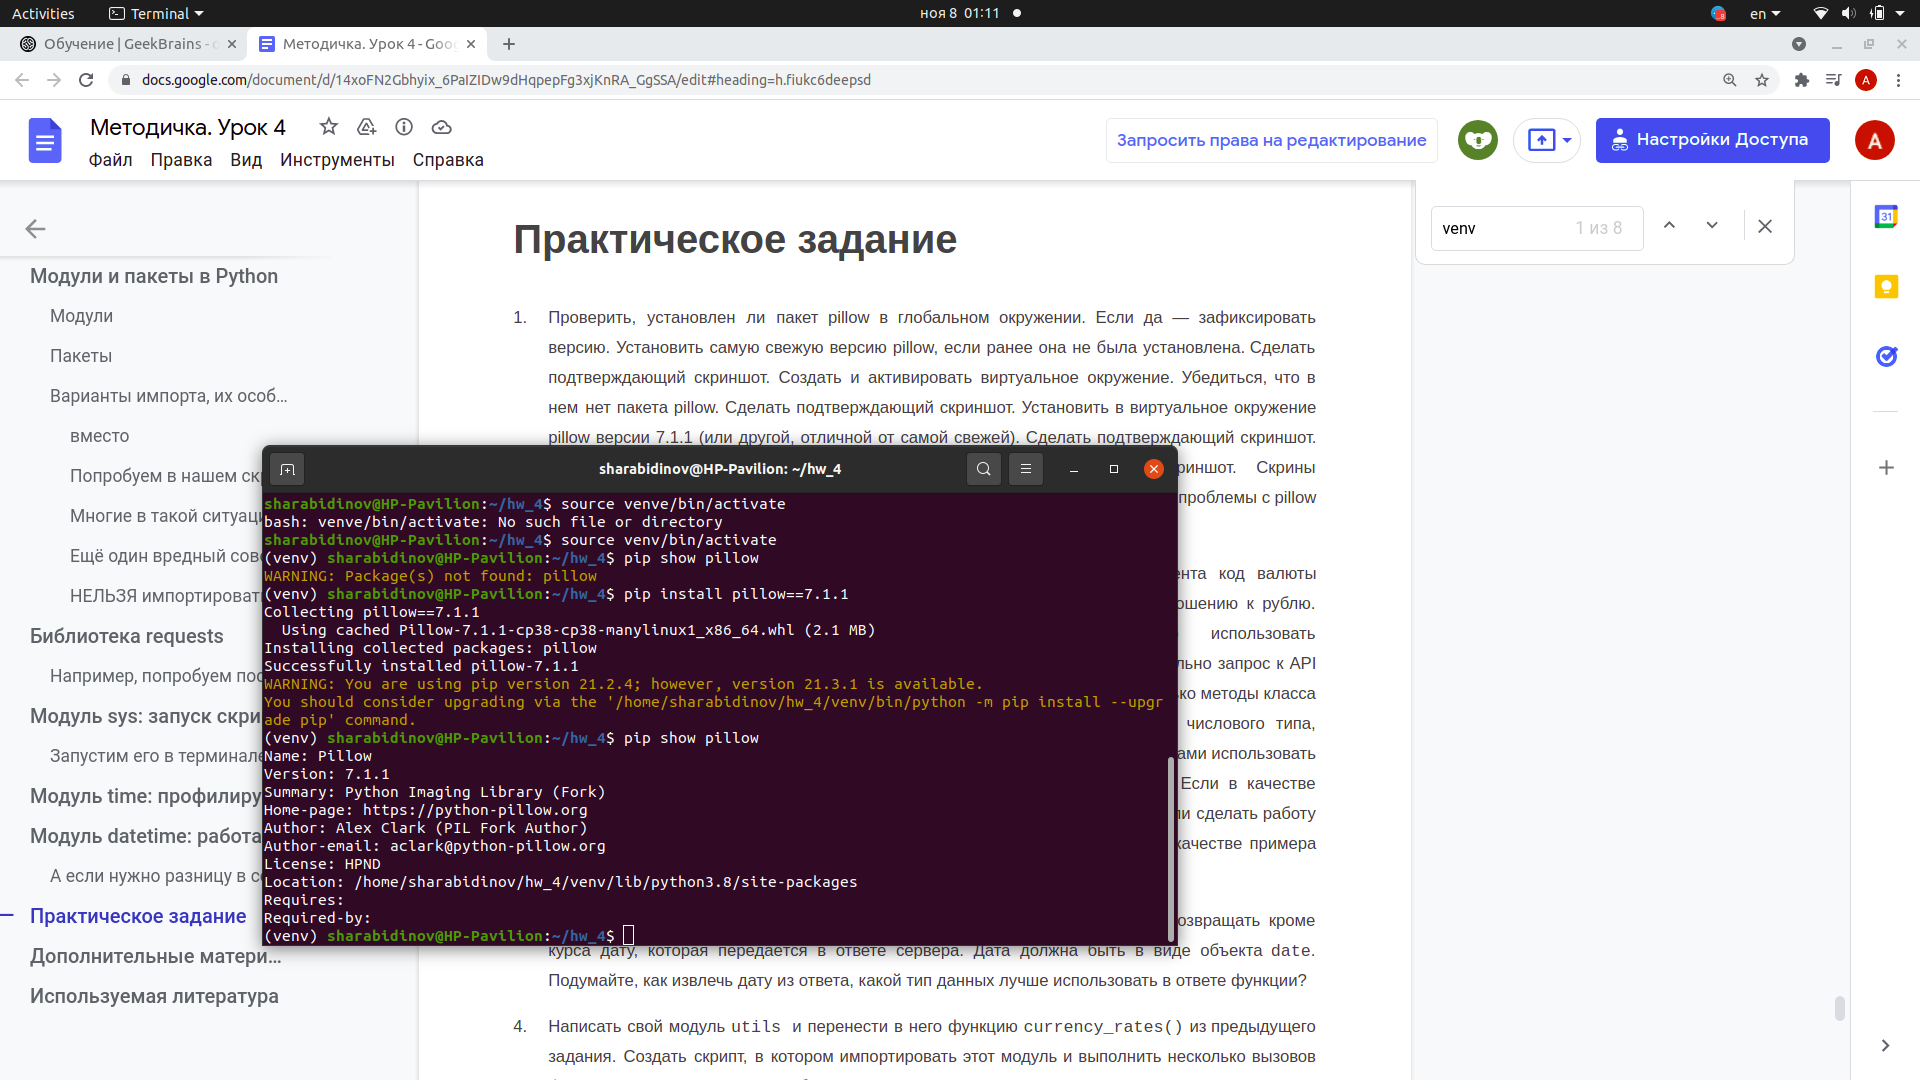 Activities
Terminal
ноя 8 01:11
en
Обучение | GeekBrains - о
Методичка. Урок 4 - Goog
docs.google.com/document/d/14xoFN2Gbhyix_6PaIZIDw9dHqpepFg3xjKnRA_GgSSA/edit#heading=h.fiukc6deepsd
A
Методичка. Урок 4
Файл Правка Вид Инструменты Справка
Запросить права на редактирование
Настройки Доступа
A
venv
1 из 8
31
Модули и пакеты в Python
Модули
Пакеты
Варианты импорта, их особ...
вместо
Попробуем в нашем ск
Многие в такой ситуац
Ещё один вредный сове
НЕЛЬЗЯ импортироват
Библиотека requests
Например, попробуем пос
Модуль sys: запуск скри
Запустим его в терминале
Модуль time: профилиру
Модуль datetime: работа
А если нужно разницу в се
Практическое задание
Дополнительные матери...
Используемая литература
Практическое задание
1. Проверить, установлен ли пакет pillow в глобальном окружении. Если да — зафиксировать
версию. Установить самую свежую версию pillow, если ранее она не была установлена. Сделать
подтверждающий скриншот. Создать и активировать виртуальное окружение. Убедиться, что в
нем нет пакета pillow. Сделать подтверждающий скриншот. Установить в виртуальное окружение
pillow версии 7.1.1 (или другой, отличной от самой свежей). Сделать подтверждающий скриншот.
риншот. Скрины
проблемы с pillow
ента код валюты
ошению к рублю.
использовать
льно запрос к API
ко методы класса
числового типа,
ами использовать
Если в качестве
ли сделать работу
качестве примера
озвращать кроме
курса дату, которая передается в ответе сервера. Дата должна быть в виде объекта date.
Подумайте, как извлечь дату из ответа, какой тип данных лучше использовать в ответе функции?
4. Написать свой модуль utils и перенести в него функцию currency_rates() из предыдущего
задания. Создать скрипт, в котором импортировать этот модуль и выполнить несколько вызовов
sharabidinov@HP-Pavilion: ~/hw_4
sharabidinov@HP-Pavilion:~/hw_4$ source venve/bin/activate
bash: venve/bin/activate: No such file or directory
sharabidinov@HP-Pavilion:~/hw_4$ source venv/bin/activate
(venv) sharabidinov@HP-Pavilion:~/hw_4$ pip show pillow
WARNING: Package(s) not found: pillow
(venv) sharabidinov@HP-Pavilion:~/hw_4$ pip install pillow==7.1.1
Collecting pillow==7.1.1
Using cached Pillow-7.1.1-cp38-cp38-manylinux1_x86_64.whl (2.1 MB)
Installing collected packages: pillow
Successfully installed pillow-7.1.1
WARNING: You are using pip version 21.2.4; however, version 21.3.1 is available.
You should consider upgrading via the '/home/sharabidinov/hw_4/venv/bin/python -m pip install --upgr
ade pip' command.
(venv) sharabidinov@HP-Pavilion:~/hw_4$ pip show pillow
Name: Pillow
Version: 7.1.1
Summary: Python Imaging Library (Fork)
Home-page: https://python-pillow.org
Author: Alex Clark (PIL Fork Author)
Author-email: aclark@python-pillow.org
License: HPND
Location: /home/sharabidinov/hw_4/venv/lib/python3.8/site-packages
Requires:
Required-by:
(venv) sharabidinov@HP-Pavilion:~/hw_4$